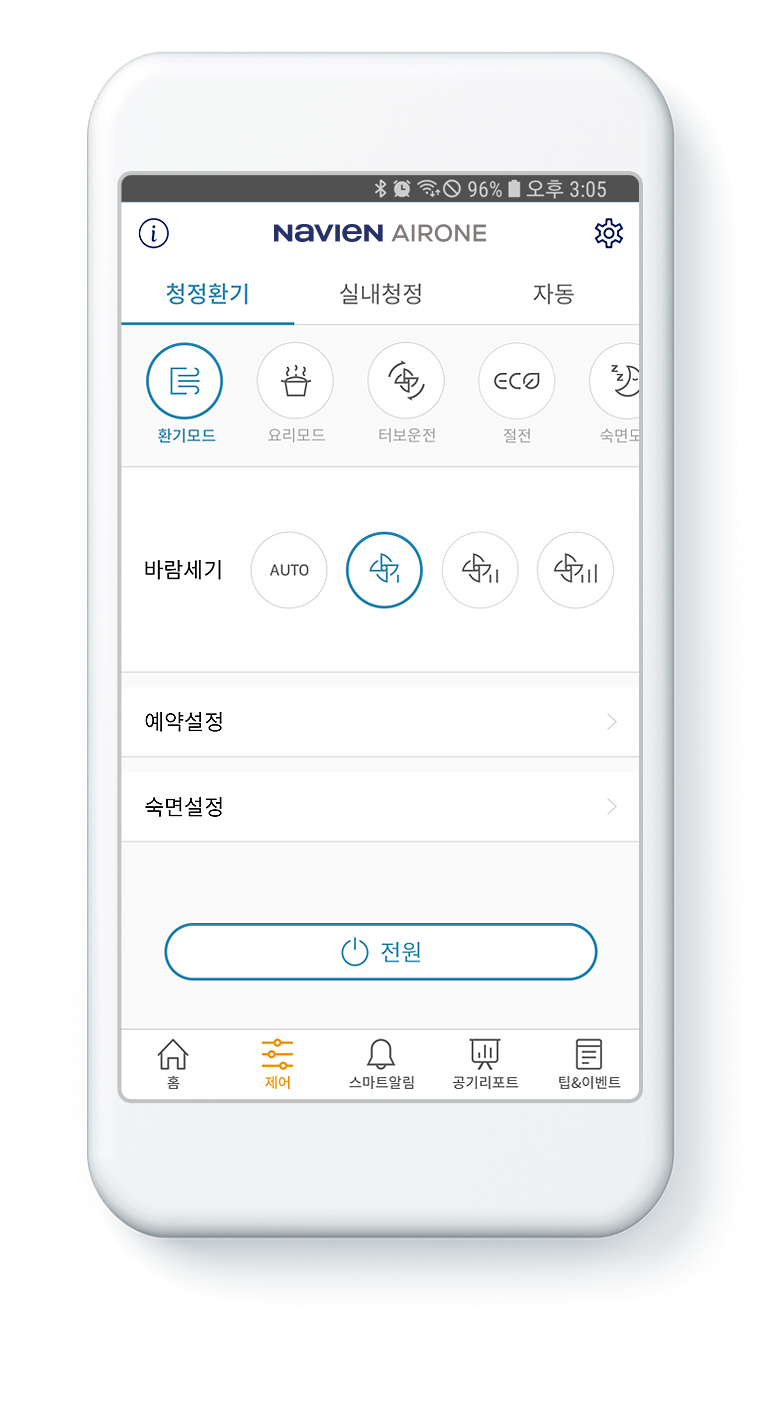 96% 오후 3:05
i NAVIEN AIRONE
청정환기 실내청정 자동
ECO z z
환기모드 요리모드 터보운전 절전 숙면모
바람세기 AUTO
예약설정
숙면설정
전원
홈 제어 스마트알림 공기리포트 팁&이벤트